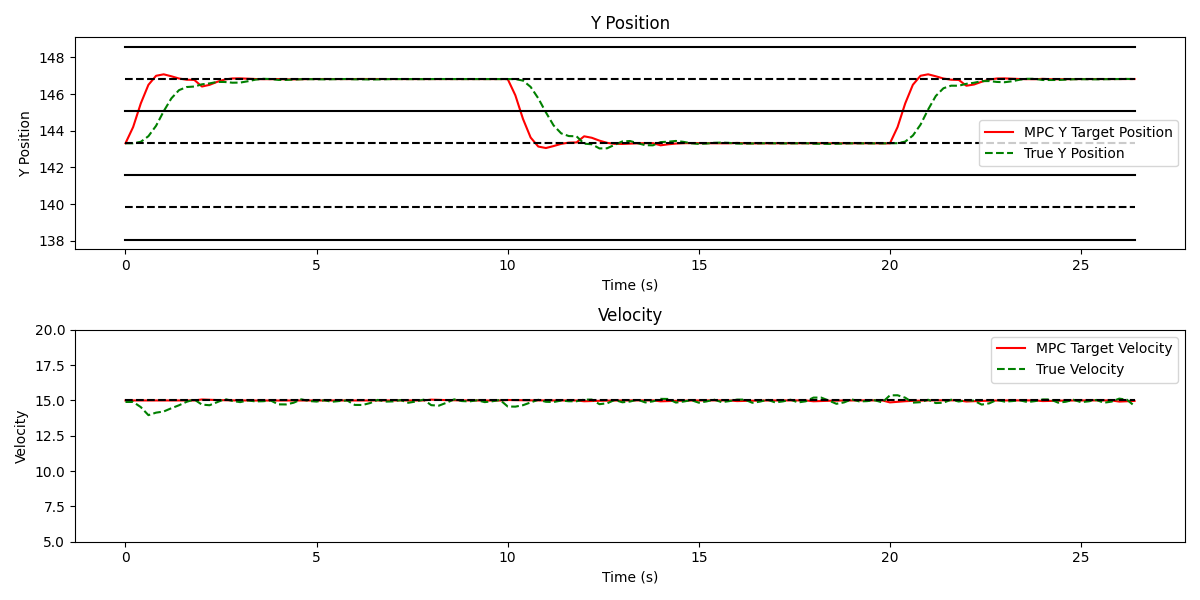 Y Position
148
146
144
142
140
138
Y Position
MPC Y Target Position
True Y Position
0 5 10 15 20 25
Time (s)
Velocity
20.0
17.5
15.0
12.5
10.0
7.5
5.0
Velocity
MPC Target Velocity
True Velocity
0 5 10 15 20 25
Time (s)